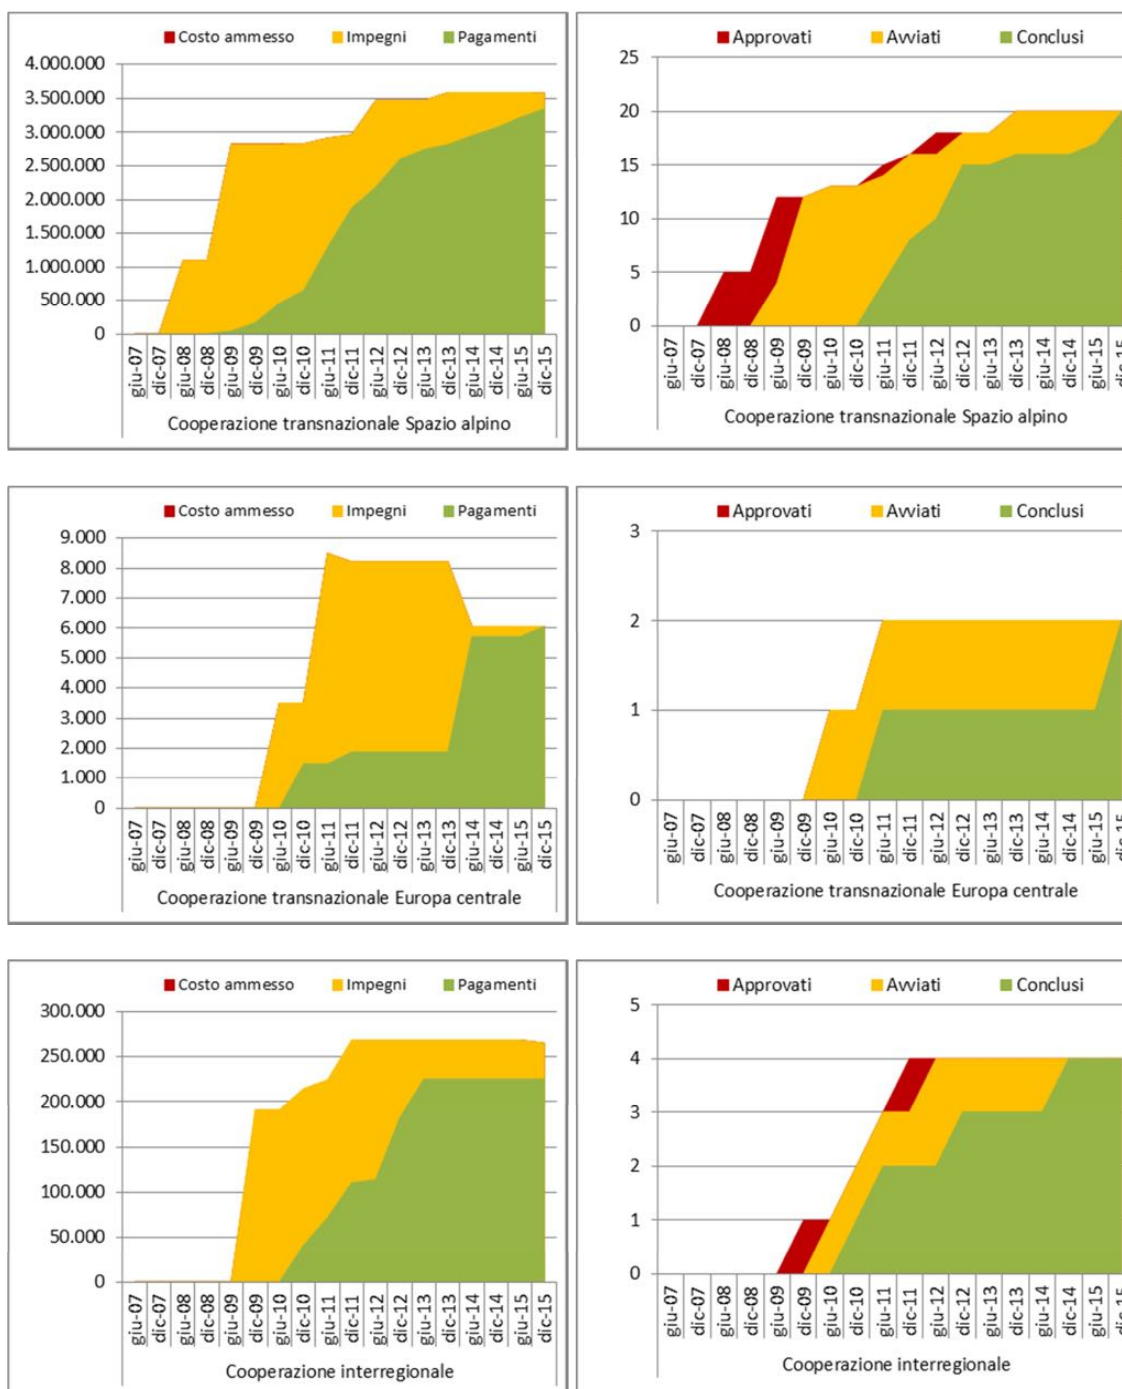 Costo ammesso Impegni Pagamenti
4.000.000
3.500.000
3.000.000
2.500.000
2.000.000
1.500.000
1.000.000
500.000
0
giu-07 dic-07 giu-08 dic-08 giu-09 dic-09 giu-10 dic-10 giu-11 dic-11 giu-12 dic-12 giu-13 dic-13 giu-14 dic-14 giu-15 dic-15
Cooperazione transnazionale Spazio alpino
Approvati Avviati Conclusi
25
20
15
10
5
0
giu-07 dic-07 giu-08 dic-08 giu-09 dic-09 giu-10 dic-10 giu-11 dic-11 giu-12 dic-12 giu-13 dic-13 giu-14 dic-14 giu-15 dic-15
Cooperazione transnazionale Spazio alpino
Costo ammesso Impegni Pagamenti
9.000
8.000
7.000
6.000
5.000
4.000
3.000
2.000
1.000
0
giu-07 dic-07 giu-08 dic-08 giu-09 dic-09 giu-10 dic-10 giu-11 dic-11 giu-12 dic-12 giu-13 dic-13 giu-14 dic-14 giu-15 dic-15
Cooperazione transnazionale Europa centrale
Approvati Avviati Conclusi
3
2
1
0
giu-07 dic-07 giu-08 dic-08 giu-09 dic-09 giu-10 dic-10 giu-11 dic-11 giu-12 dic-12 giu-13 dic-13 giu-14 dic-14 giu-15 dic-15
Cooperazione transnazionale Europa centrale
Costo ammesso Impegni Pagamenti
300.000
250.000
200.000
150.000
100.000
50.000
0
giu-07 dic-07 giu-08 dic-08 giu-09 dic-09 giu-10 dic-10 giu-11 dic-11 giu-12 dic-12 giu-13 dic-13 giu-14 dic-14 giu-15 dic-15
Cooperazione interregionale
Approvati Avviati Conclusi
5
4
3
2
1
0
giu-07 dic-07 giu-08 dic-08 giu-09 dic-09 giu-10 dic-10 giu-11 dic-11 giu-12 dic-12 giu-13 dic-13 giu-14 dic-14 giu-15 dic-15
Cooperazione interregionale